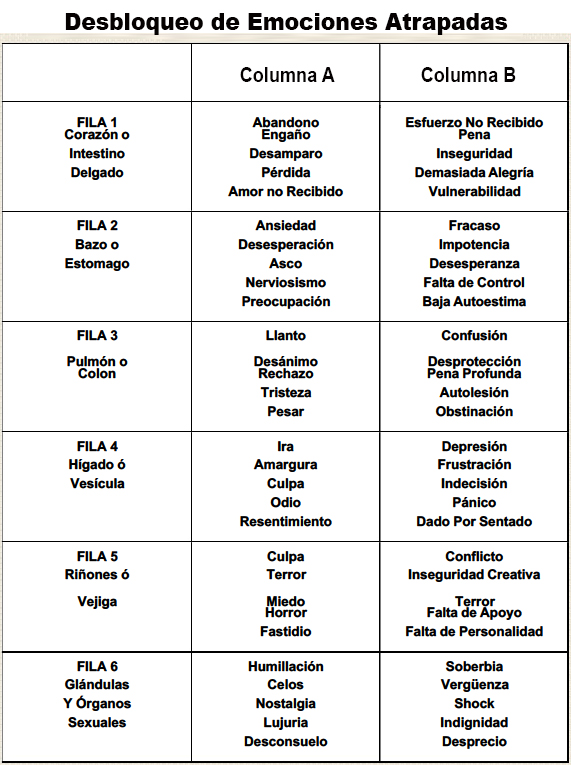 Desbloqueo de Emociones Atrapadas
Columna A
Columna B
FILA 1
Corazón o
Intestino
Delgado
Abandono
Engaño
Desamparo
Pérdida
Amor no Recibido
Esfuerzo No Recibido
Pena
Inseguridad
Demasiada Alegría
Vulnerabilidad
FILA 2
Bazo o
Estomago
Ansiedad
Desesperación
Asco
Nerviosismo
Preocupación
Fracaso
Impotencia
Desesperanza
Falta de Control
Baja Autoestima
FILA 3
Pulmón o
Colon
Llanto
Desánimo
Rechazo
Tristeza
Pesar
Confusión
Desprotección
Pena Profunda
Autolesión
Obstinación
FILA 4
Hígado ó
Vesícula
Ira
Amargura
Culpa
Odio
Resentimiento
Depresión
Frustración
Indecisión
Pánico
Dado Por Sentado
FILA 5
Riñones ó
Vejiga
Culpa
Terror
Miedo
Horror
Fastidio
Conflicto
Inseguridad Creativa
Terror
Falta de Apoyo
Falta de Personalidad
FILA 6
Glándulas
Y Órganos
Sexuales
Humillación
Celos
Nostalgia
Lujuria
Desconsuelo
Soberbia
Vergüenza
Shock
Indignidad
Desprecio